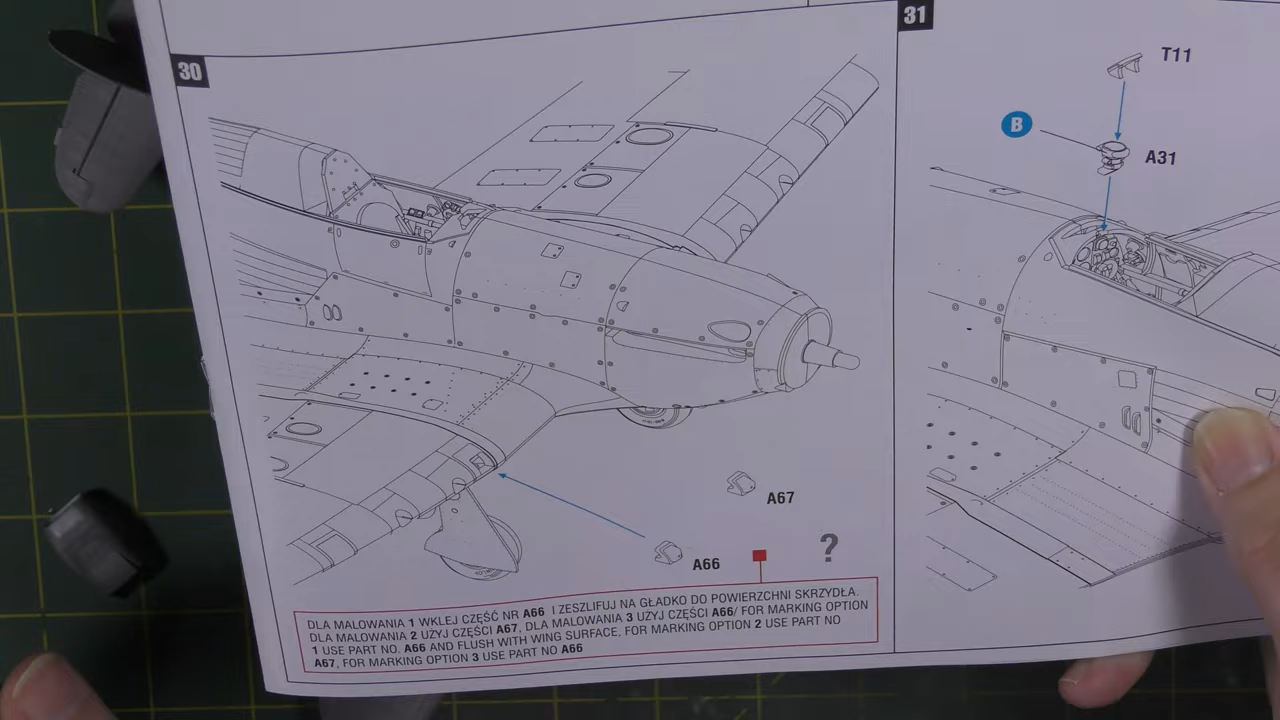 30
A67
A66
?
DLA MALOWANIA 1 WKLEJ CZĘŚĆ NR A66 I ZESZLIFUJ NA GŁADKO DO POWIERZCHNI SKRZYDŁA.
DLA MALOWANIA 2 UZYJ CZĘŚCI A67, DLA MALOWANIA 3 UZYJ CZĘŚCI A66/ FOR MARKING OPTION
1 USE PART NO. A66 AND FLUSH WITH WING SURFACE, FOR MARKING OPTION 2 USE PART NO
A67, FOR MARKING OPTION 3 USE PART NO A66
31
T11
B
A31